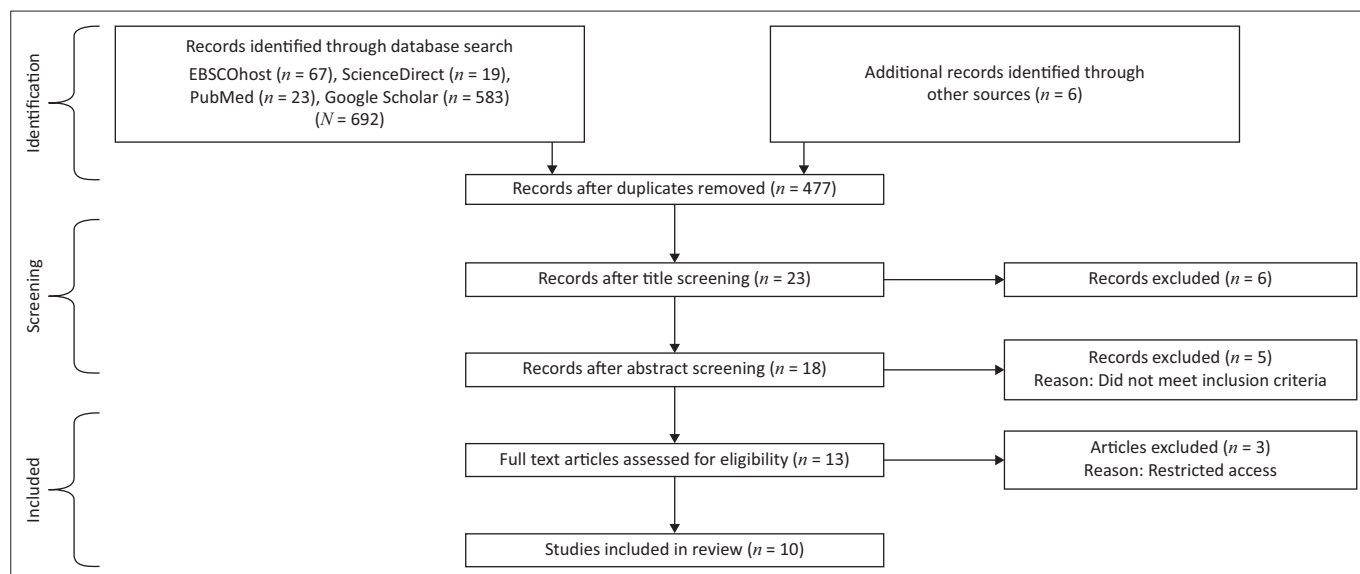 Identification
Records identified through database search
EBSCOhost (n = 67), ScienceDirect (n = 19),
PubMed (n = 23), Google Scholar (n = 583)
(N = 692)
Additional records identified through
other sources (n = 6)
Records after duplicates removed (n = 477)
Screening
Records after title screening (n = 23)
Records excluded (n = 6)
Records after abstract screening (n = 18)
Records excluded (n = 5)
Reason: Did not meet inclusion criteria
Included
Full text articles assessed for eligibility (n = 13)
Articles excluded (n = 3)
Reason: Restricted access
Studies included in review (n = 10)